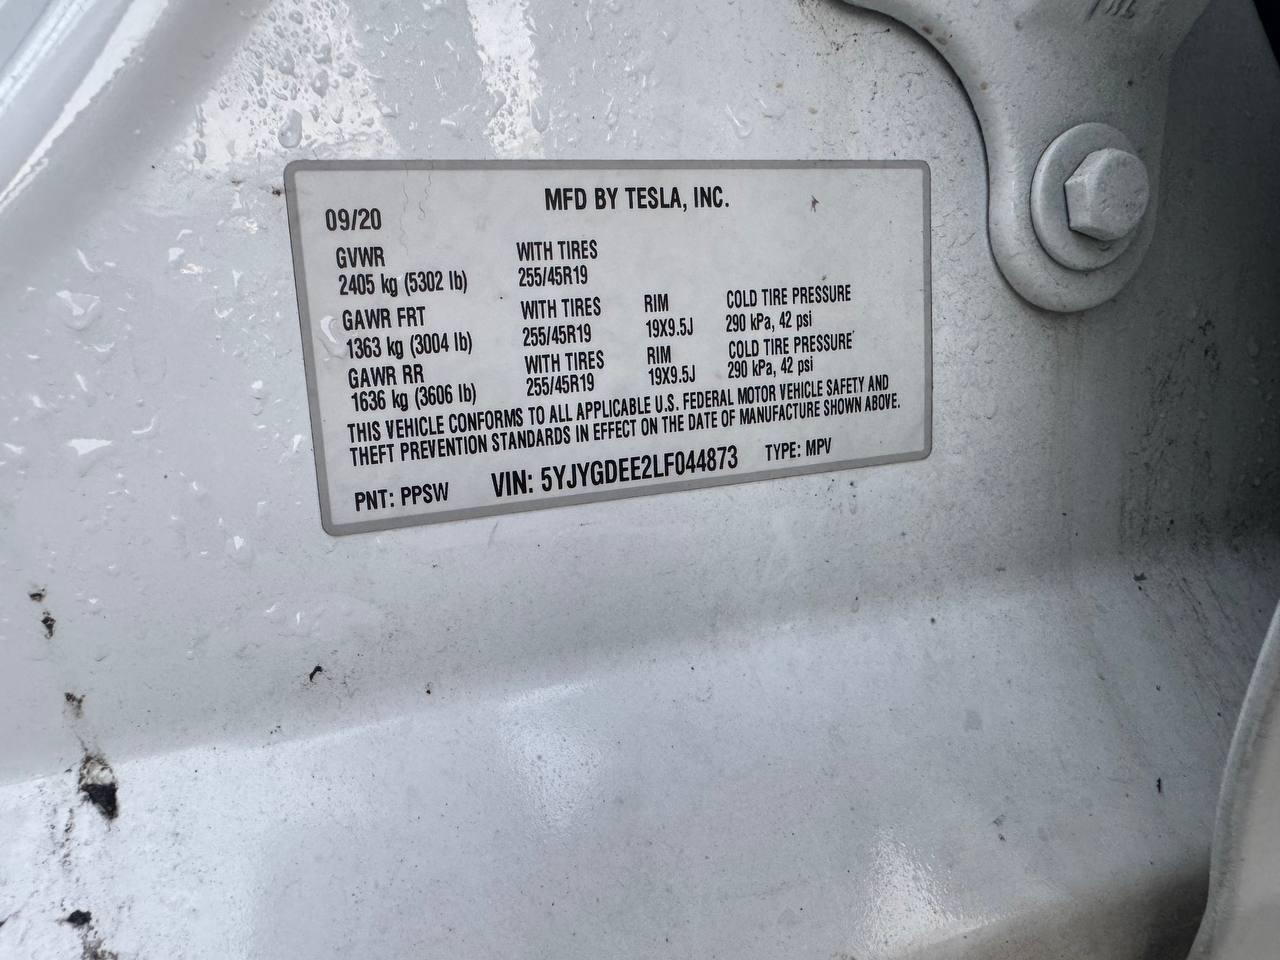 MFD BY TESLA, INC.
09/20
GVWR WITH TIRES
2405 kg (5302 lb) 255/45R19
GAWR FRT WITH TIRES RIM COLD TIRE PRESSURE
1363 kg (3004 lb) 255/45R19 19X9.5J 290 kPa, 42 psi
GAWR RR WITH TIRES RIM COLD TIRE PRESSURE
1636 kg (3606 lb) 255/45R19 19X9.5J 290 kPa, 42 psi
THIS VEHICLE CONFORMS TO ALL APPLICABLE U.S. FEDERAL MOTOR VEHICLE SAFETY AND
THEFT PREVENTION STANDARDS IN EFFECT ON THE DATE OF MANUFACTURE SHOWN ABOVE.
PNT: PPSW VIN: 5YJYGDEE2LF044873 TYPE: MPV